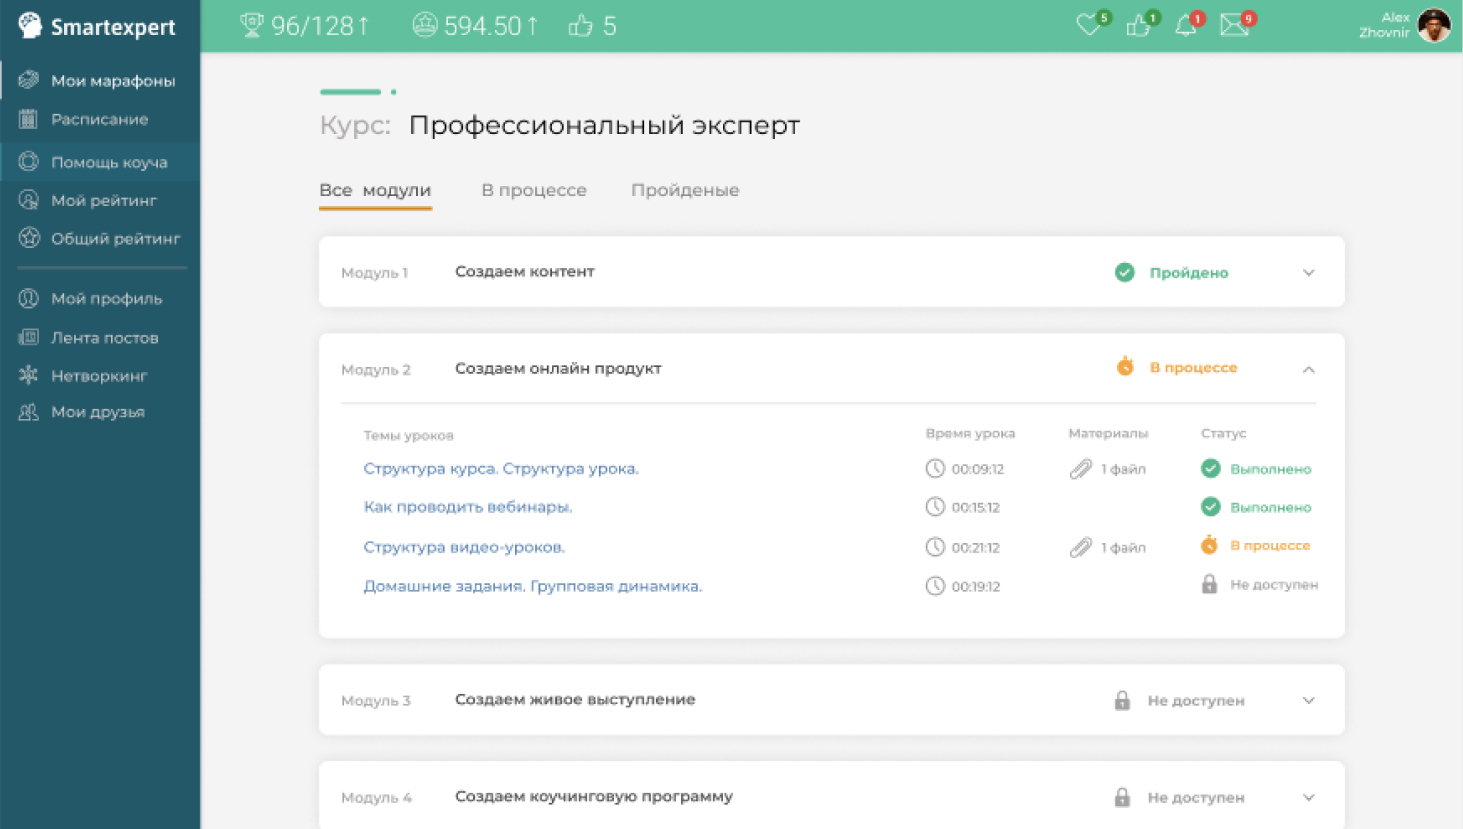 Smartexpert
96/128↑ 594.50↑ 5
5 1 1 9
Alex
Zhovnir
Мои марафоны
Расписание
Помощь коуча
Мой рейтинг
Общий рейтинг
Мой профиль
Лента постов
Нетворкинг
Мои друзья
Курс: Профессиональный эксперт
Все модули В процессе Пройденые
Модуль 1 Создаем контент Пройдено
Модуль 2 Создаем онлайн продукт В процессе
Темы уроков Время урока Материалы Статус
Структура курса. Структура урока. 00:09:12 1 файл Выполнено
Как проводить вебинары. 00:15:12 Выполнено
Структура видео-уроков. 00:21:12 1 файл В процессе
Домашние задания. Групповая динамика. 00:19:12 Не доступен
Модуль 3 Создаем живое выступление Не доступен
Модуль 4 Создаем коучинговую программу Не доступен